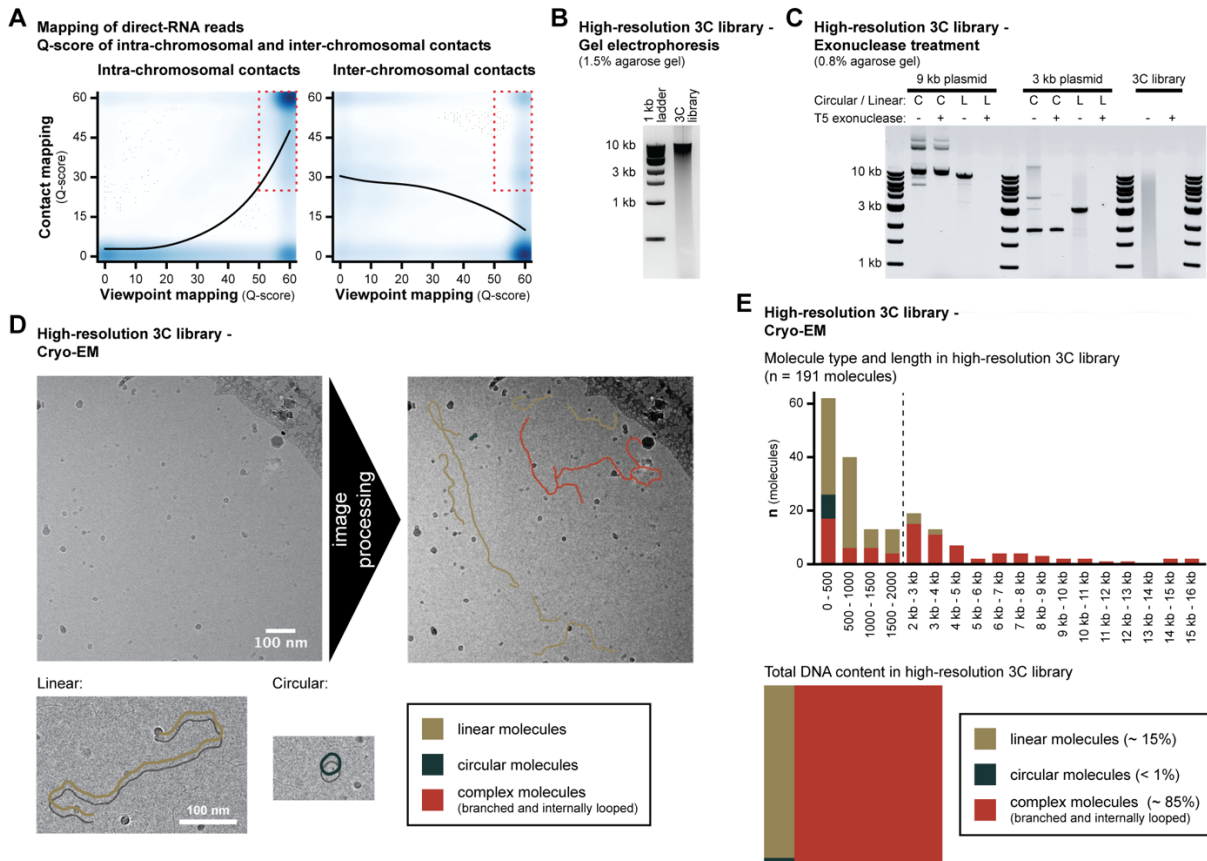 A
Mapping of direct-RNA reads
Q-score of intra-chromosomal and inter-chromosomal contacts
Intra-chromosomal contacts
Inter-chromosomal contacts
Contact mapping
(Q-score)
60
45
30
15
0
60
45
30
15
0
0 10 20 30 40 50 60
0 10 20 30 40 50 60
Viewpoint mapping (Q-score)
Viewpoint mapping (Q-score)
B
High-resolution 3C library -
Gel electrophoresis
(1.5% agarose gel)
1 kb
ladder
3C
library
10 kb
3 kb
1 kb
C
High-resolution 3C library -
Exonuclease treatment
(0.8% agarose gel)
9 kb plasmid
3 kb plasmid
3C library
Circular / Linear: C C L L C C L L
T5 exonuclease: - + - + - + - + - +
10 kb
3 kb
1 kb
D
High-resolution 3C library -
Cryo-EM
100 nm
image
processing
Linear:
100 nm
Circular:
linear molecules
circular molecules
complex molecules
(branched and internally looped)
E
High-resolution 3C library -
Cryo-EM
Molecule type and length in high-resolution 3C library
(n = 191 molecules)
n (molecules)
60
40
20
0
0 - 500
500 - 1000
1000 - 1500
1500 - 2000
2 kb - 3 kb
3 kb - 4 kb
4 kb - 5 kb
5 kb - 6 kb
6 kb - 7 kb
7 kb - 8 kb
8 kb - 9 kb
9 kb - 10 kb
10 kb - 11 kb
11 kb - 12 kb
12 kb - 13 kb
13 kb - 14 kb
14 kb - 15 kb
15 kb - 16 kb
Total DNA content in high-resolution 3C library
linear molecules (~ 15%)
circular molecules (< 1%)
complex molecules (~ 85%)
(branched and internally looped)